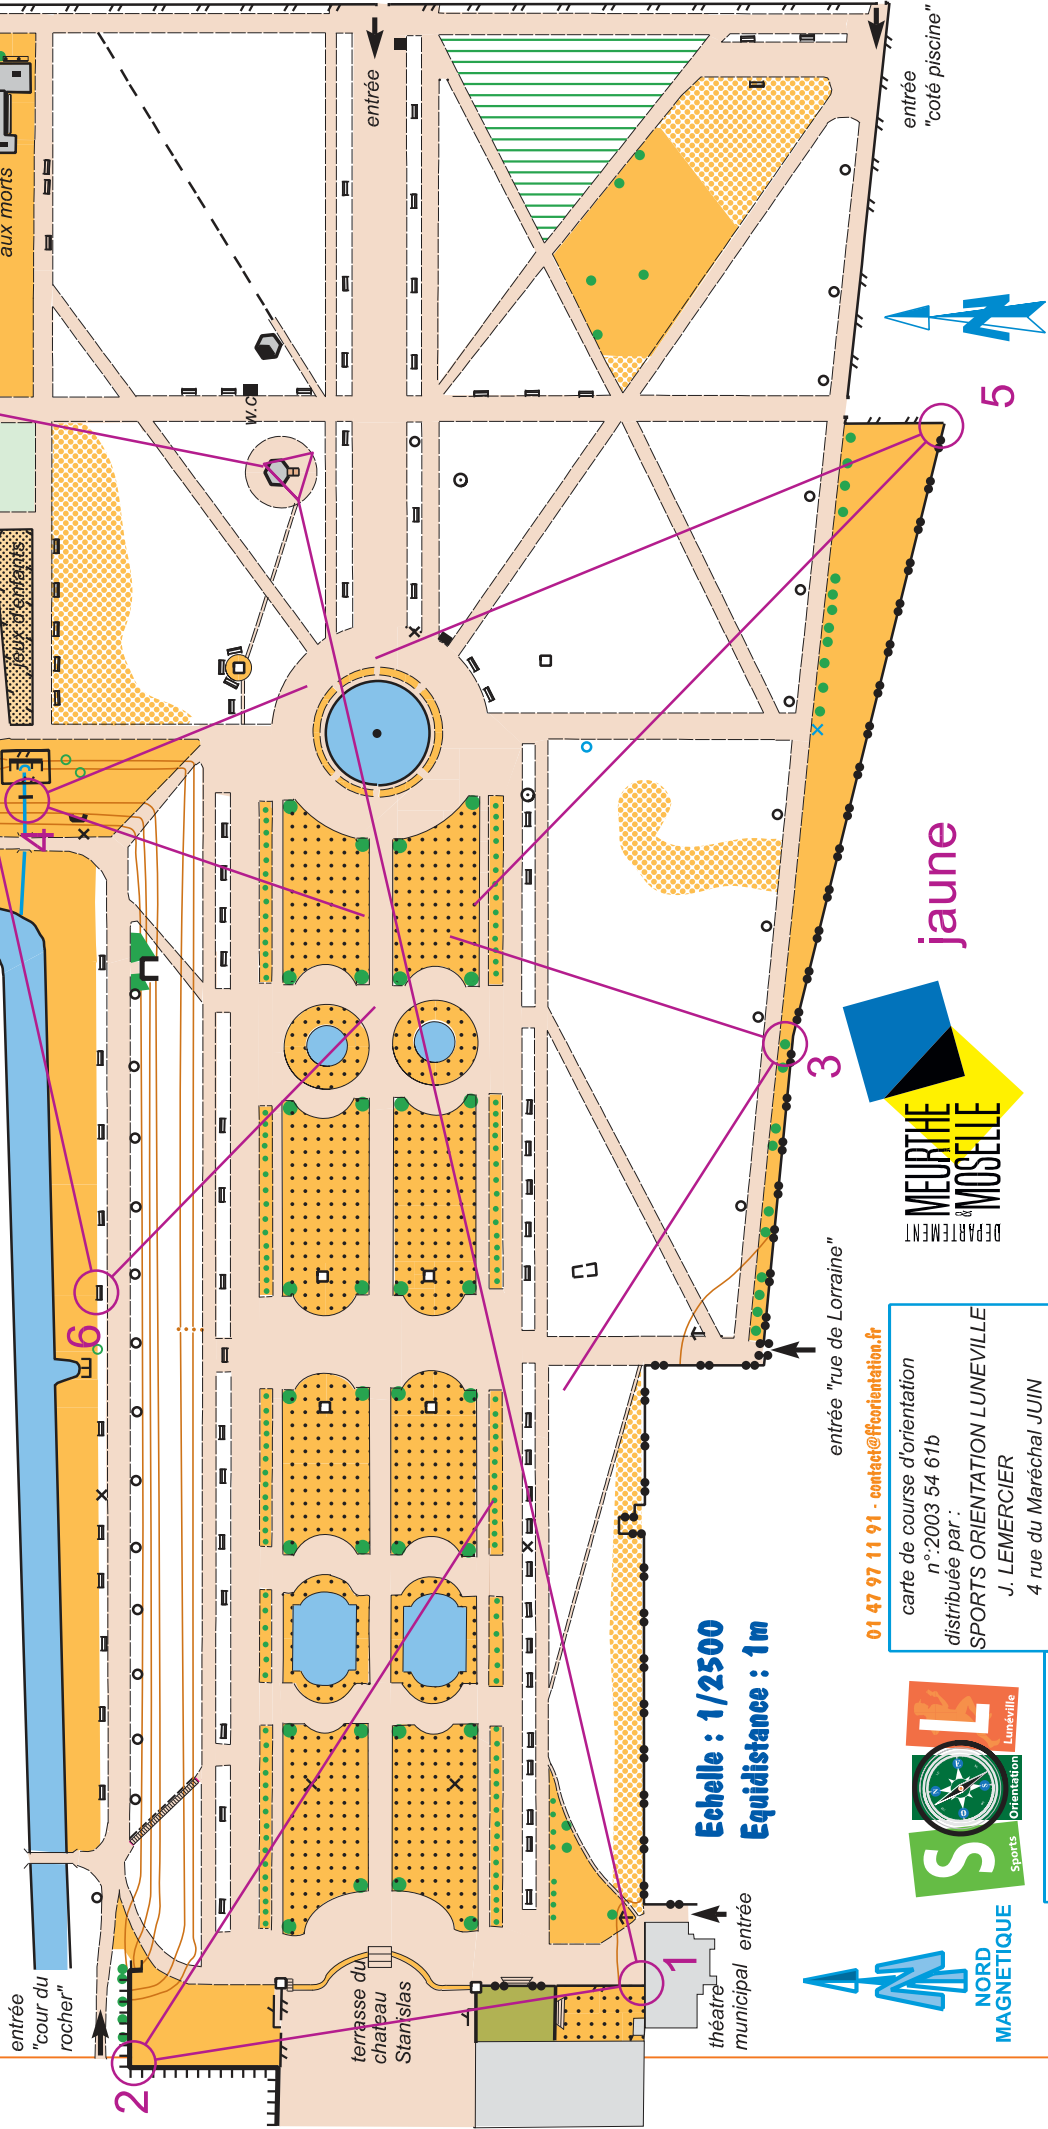 aux morts
jeux d'enfants
w.c
entrée
entrée
"coté piscine"
5
4
jaune
3
6
DEPARTEMENT
MEURTHE
& MOSELLE
entrée "rue de Lorraine"
01 47 97 11 91 - contact@ffcorientation.fr
carte de course d'orientation
n°:2003 54 61b
distribuée par :
SPORTS ORIENTATION LUNEVILLE
J. LEMERCIER
4 rue du Maréchal JUIN
Echelle : 1/2500
Equidistance : 1m
S
O
L
Sports
Orientation
Lunéville
entrée
"cour du
rocher"
terrasse du
chateau
Stanislas
1
2
théatre
municipal
entrée
NORD
MAGNETIQUE